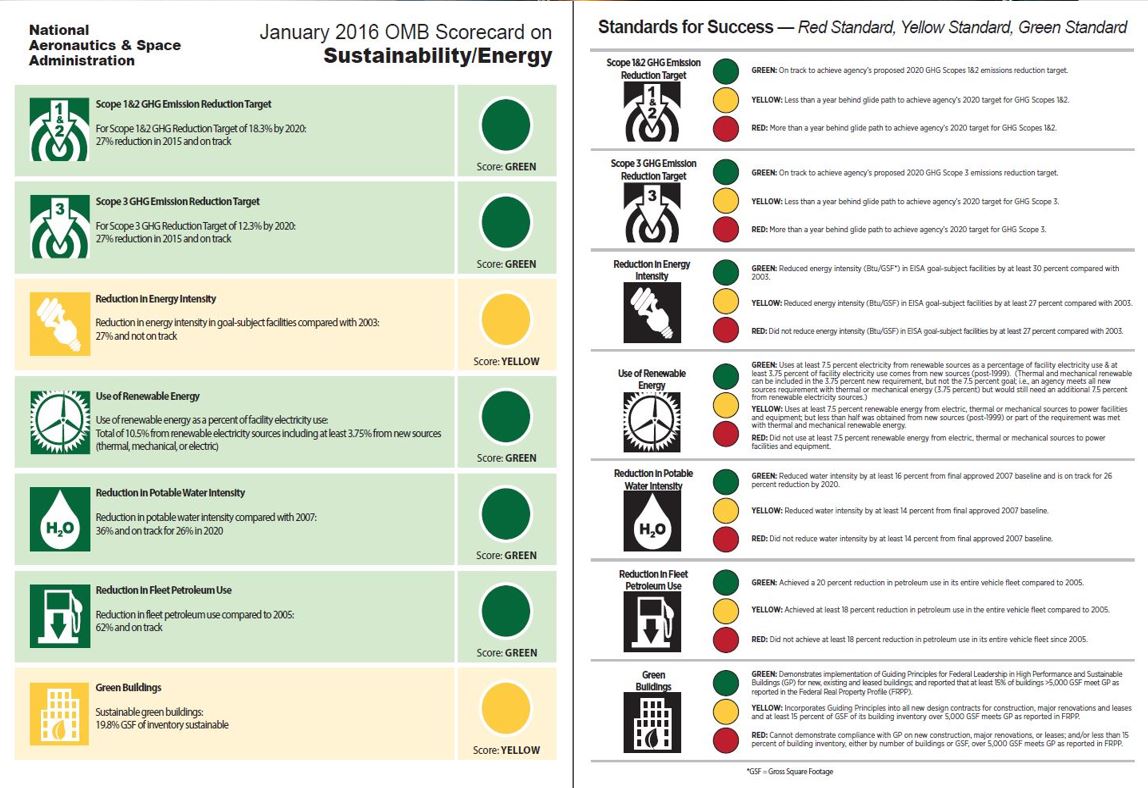 National
Aeronautics & Space
Administration
January 2016 OMB Scorecard on
Sustainability/Energy
1
&
2
Scope 1&2 GHG Emission Reduction Target
For Scope 1&2 GHG Reduction Target of 18.3% by 2020:
27% reduction in 2015 and on track
Score: GREEN
3
Scope 3 GHG Emission Reduction Target
For Scope 3 GHG Reduction Target of 12.3% by 2020:
27% reduction in 2015 and on track
Score: GREEN
Reduction in Energy Intensity
Reduction in energy intensity in goal-subject facilities compared with 2003:
27% and not on track
Score: YELLOW
Use of Renewable Energy
Use of renewable energy as a percent of facility electricity use:
Total of 10.5% from renewable electricity sources including at least 3.75% from new sources
(thermal, mechanical, or electric)
Score: GREEN
H2O
Reduction in Potable Water Intensity
Reduction in potable water intensity compared with 2007:
36% and on track for 26% in 2020
Score: GREEN
Reduction in Fleet Petroleum Use
Reduction in fleet petroleum use compared to 2005:
62% and on track
Score: GREEN
Green Buildings
Sustainable green buildings:
19.8% GSF of inventory sustainable
Score: YELLOW
Standards for Success — Red Standard, Yellow Standard, Green Standard
Scope 1&2 GHG Emission
Reduction Target
1
&
2
GREEN: On track to achieve agency's proposed 2020 GHG Scopes 1&2 emissions reduction target.
YELLOW: Less than a year behind glide path to achieve agency's 2020 target for GHG Scopes 1&2.
RED: More than a year behind glide path to achieve agency's 2020 target for GHG Scopes 1&2.
Scope 3 GHG Emission
Reduction Target
3
GREEN: On track to achieve agency's proposed 2020 GHG Scope 3 emissions reduction target.
YELLOW: Less than a year behind glide path to achieve agency's 2020 target for GHG Scope 3.
RED: More than a year behind glide path to achieve agency's 2020 target for GHG Scope 3.
Reduction in Energy
Intensity
GREEN: Reduced energy intensity (Btu/GSF*) in EISA goal-subject facilities by at least 30 percent compared with
2003.
YELLOW: Reduced energy intensity (Btu/GSF) in EISA goal-subject facilities by at least 27 percent compared with 2003.
RED: Did not reduce energy intensity (Btu/GSF) in EISA goal-subject facilities by at least 27 percent compared with 2003.
Use of Renewable
Energy
GREEN: Uses at least 7.5 percent electricity from renewable sources as a percentage of facility electricity use & at
least 3.75 percent of facility electricity use comes from new sources (post-1999). (Thermal and mechanical renewable
can be included in the 3.75 percent new requirement, but not the 7.5 percent goal; i.e., an agency meets all new
sources requirement with thermal or mechanical energy (3.75 percent) but would still need an additional 7.5 percent
from renewable electricity sources.)
YELLOW: Uses at least 7.5 percent renewable energy from electric, thermal or mechanical sources to power facilities
and equipment; but less than half was obtained from new sources (post-1999) or part of the requirement was met
with thermal and mechanical renewable energy.
RED: Did not use at least 7.5 percent renewable energy from electric, thermal or mechanical sources to power
facilities and equipment.
Reduction in Potable
Water Intensity
H2O
GREEN: Reduced water intensity by at least 16 percent from final approved 2007 baseline and is on track for 26
percent reduction by 2020.
YELLOW: Reduced water intensity by at least 14 percent from final approved 2007 baseline.
RED: Did not reduce water intensity by at least 14 percent from final approved 2007 baseline.
Reduction in Fleet
Petroleum Use
GREEN: Achieved a 20 percent reduction in petroleum use in its entire vehicle fleet compared to 2005.
YELLOW: Achieved at least 18 percent reduction in petroleum use in the entire vehicle fleet compared to 2005.
RED: Did not achieve at least 18 percent reduction in petroleum use in its entire vehicle fleet since 2005.
Green
Buildings
GREEN: Demonstrates implementation of Guiding Principles for Federal Leadership in High Performance and Sustainable
Buildings (GP) for new, existing and leased buildings; and reported that at least 15% of buildings >5,000 GSF meet GP as
reported in the Federal Real Property Profile (FRPP).
YELLOW: Incorporates Guiding Principles into all new design contracts for construction, major renovations and leases
and at least 15 percent of GSF of its building inventory over 5,000 GSF meets GP as reported in FRPP.
RED: Cannot demonstrate compliance with GP on new construction, major renovations, or leases; and/or less than 15
percent of building inventory, either by number of buildings or GSF, over 5,000 GSF meets GP as reported in FRPP.
*GSF = Gross Square Footage